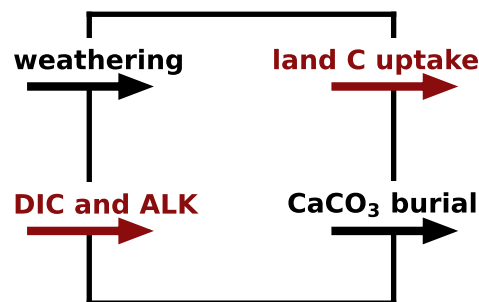 weathering
land C uptake
DIC and ALK
CaCO₃ burial